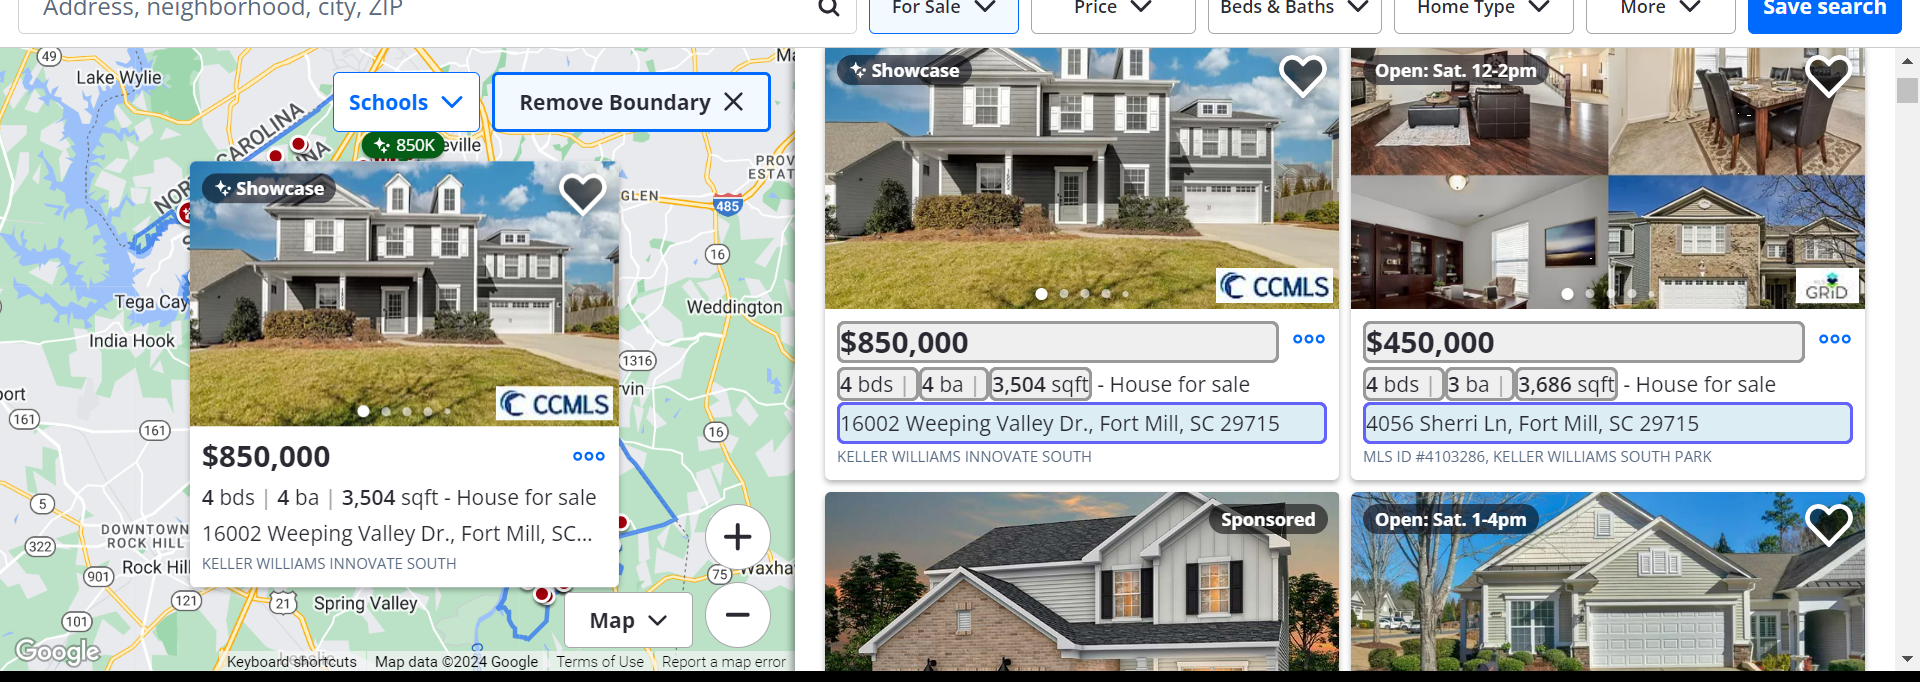 Address, neighborhood, city, ZIP
For Sale
Price
Beds & Baths
Home Type
More
Save search
49
Lake Wylie
CAROLINA
NOR
Schools
Remove Boundary
850K
eville
PROV
ESTAT
GLEN
485
16
Tega Cay
Weddington
India Hook
1316
vin
ort
161
161
16
5
DOWNTOWN
ROCK HILL
322
Rock Hill
901
75
Waxha
121
21
Spring Valley
101
Showcase
CCMLS
$850,000
4 bds | 4 ba | 3,504 sqft - House for sale
16002 Weeping Valley Dr., Fort Mill, SC...
KELLER WILLIAMS INNOVATE SOUTH
Map
Google
Keyboard shortcuts
Map data ©2024 Google
Terms of Use
Report a map error
Showcase
CCMLS
$850,000
4 bds | 4 ba | 3,504 sqft - House for sale
16002 Weeping Valley Dr., Fort Mill, SC 29715
KELLER WILLIAMS INNOVATE SOUTH
Open: Sat. 12-2pm
GRID
$450,000
4 bds | 3 ba | 3,686 sqft - House for sale
4056 Sherri Ln, Fort Mill, SC 29715
MLS ID #4103286, KELLER WILLIAMS SOUTH PARK
Sponsored
Open: Sat. 1-4pm